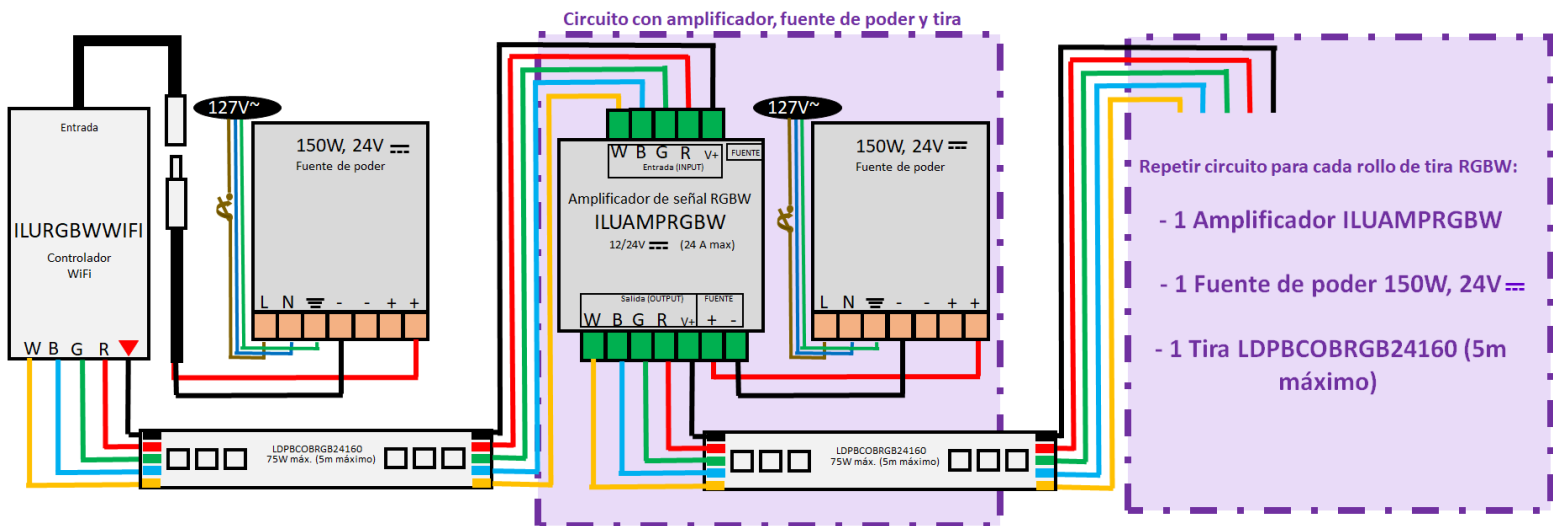 Circuito con amplificador, fuente de poder y tira
Entrada
ILURGBWWIFI
Controlador
WiFi
W B G R
127V~
150W, 24V
Fuente de poder
L N - - + +
LDPBCOBRGB24160
75W máx. (5m máximo)
W B G R V+ FUENTE
Entrada (INPUT)
Amplificador de señal RGBW
ILUAMPRGBW
12/24V (24 A max)
Salida (OUTPUT) FUENTE
W B G R V+ + -
127V~
150W, 24V
Fuente de poder
L N - - + +
LDPBCOBRGB24160
75W máx. (5m máximo)
Repetir circuito para cada rollo de tira RGBW:
- 1 Amplificador ILUAMPRGBW
- 1 Fuente de poder 150W, 24V
- 1 Tira LDPBCOBRGB24160 (5m
máximo)